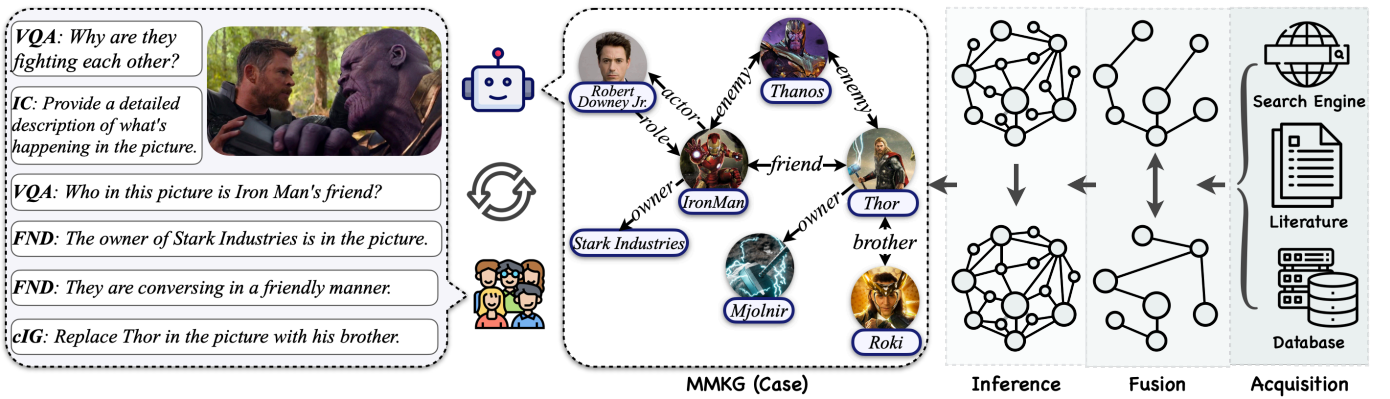 VQA: Why are they
fighting each other?
IC: Provide a detailed
description of what's
happening in the picture.
VQA: Who in this picture is Iron Man's friend?
FND: The owner of Stark Industries is in the picture.
FND: They are conversing in a friendly manner.
cIG: Replace Thor in the picture with his brother.
Robert
Downey Jr.
Thanos
actor
role
enemy
enemy
IronMan
friend
Thor
owner
Stark Industries
owner
Mjolnir
brother
Roki
MMKG (Case)
Inference
Fusion
Search Engine
Literature
Database
Acquisition